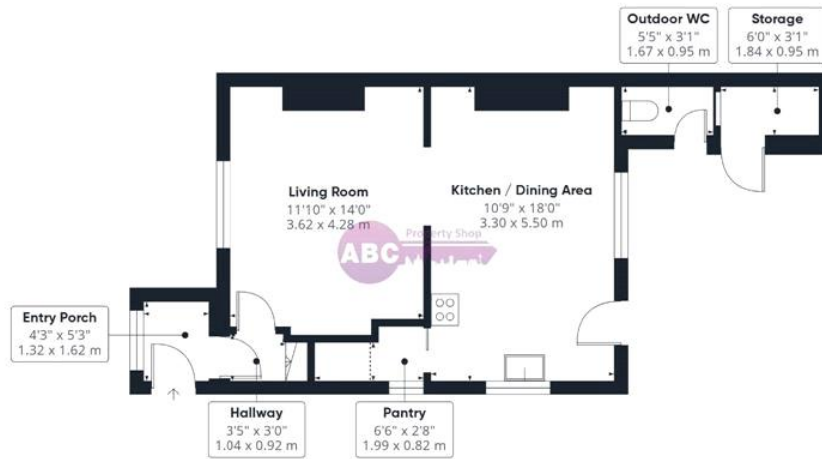 Outdoor WC
5'5" x 3'1"
1.67 x 0.95 m
Storage
6'0" x 3'1"
1.84 x 0.95 m
Living Room
11'10" x 14'0"
3.62 x 4.28 m
Kitchen / Dining Area
10'9" x 18'0"
3.30 x 5.50 m
Property Shop
ABC
Entry Porch
4'3" x 5'3"
1.32 x 1.62 m
Hallway
3'5" x 3'0"
1.04 x 0.92 m
Pantry
6'6" x 2'8"
1.99 x 0.82 m